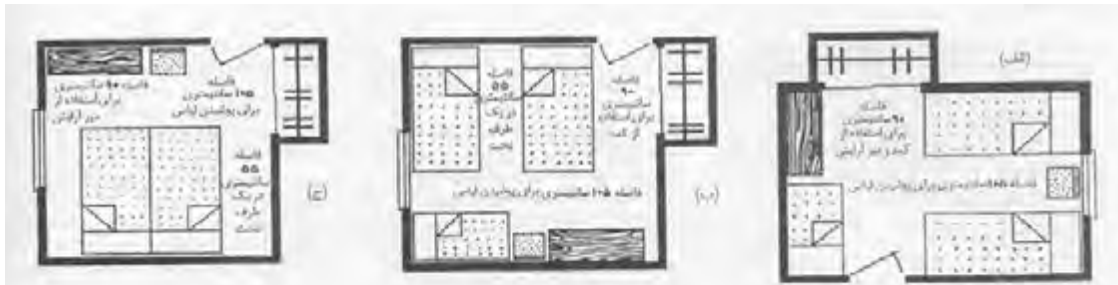 (الف)
فاصله
۹۰ سانتیمتری
برای استفاده از
کمد و میز آرایش
فاصله ۱۰۵ سانتیمتری برای پوشیدن لباس
(ب)
فاصله
۵۵
سانتیمتری
در یک
طرف
تخت
فاصله
۹۰
سانتیمتری
برای استفاده
از کمد
فاصله ۱۰۵ سانتیمتری برای پوشیدن لباس
(ج)
فاصله
۱۰۵ سانتیمتری
برای پوشیدن لباس
فاصله ۹۰ سانتیمتری
برای استفاده از
میز آرایش
فاصله
۵۵
سانتیمتری
در یک
طرف
تخت